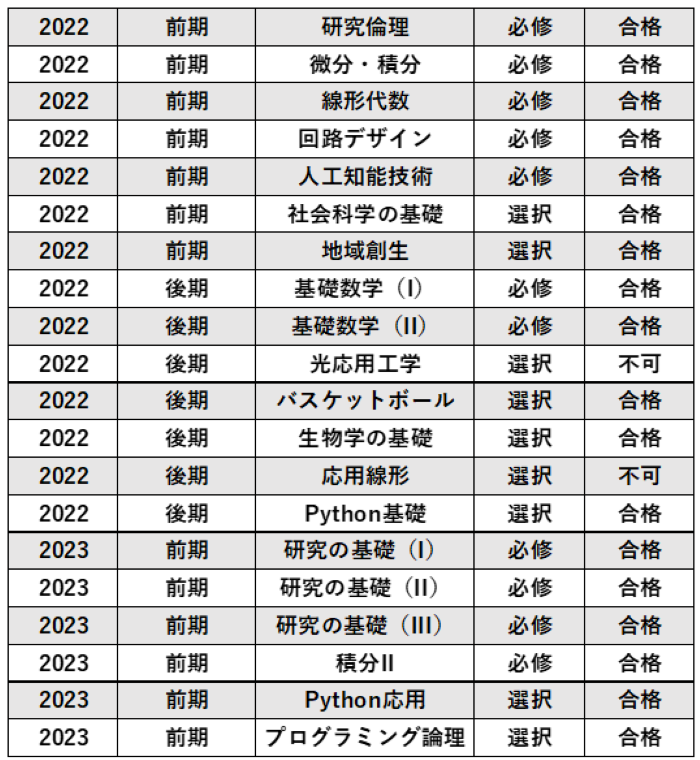 2022 前期 研究倫理 必修 合格
2022 前期 微分・積分 必修 合格
2022 前期 線形代数 必修 合格
2022 前期 回路デザイン 必修 合格
2022 前期 人工知能技術 必修 合格
2022 前期 社会科学の基礎 選択 合格
2022 前期 地域創生 選択 合格
2022 後期 基礎数学（I） 必修 合格
2022 後期 基礎数学（II） 必修 合格
2022 後期 光応用工学 選択 不可
2022 後期 バスケットボール 選択 合格
2022 後期 生物学の基礎 選択 合格
2022 後期 応用線形 選択 不可
2022 後期 Python基礎 選択 合格
2023 前期 研究の基礎（I） 必修 合格
2023 前期 研究の基礎（II） 必修 合格
2023 前期 研究の基礎（III） 必修 合格
2023 前期 積分II 必修 合格
2023 前期 Python応用 選択 合格
2023 前期 プログラミング論理 選択 合格